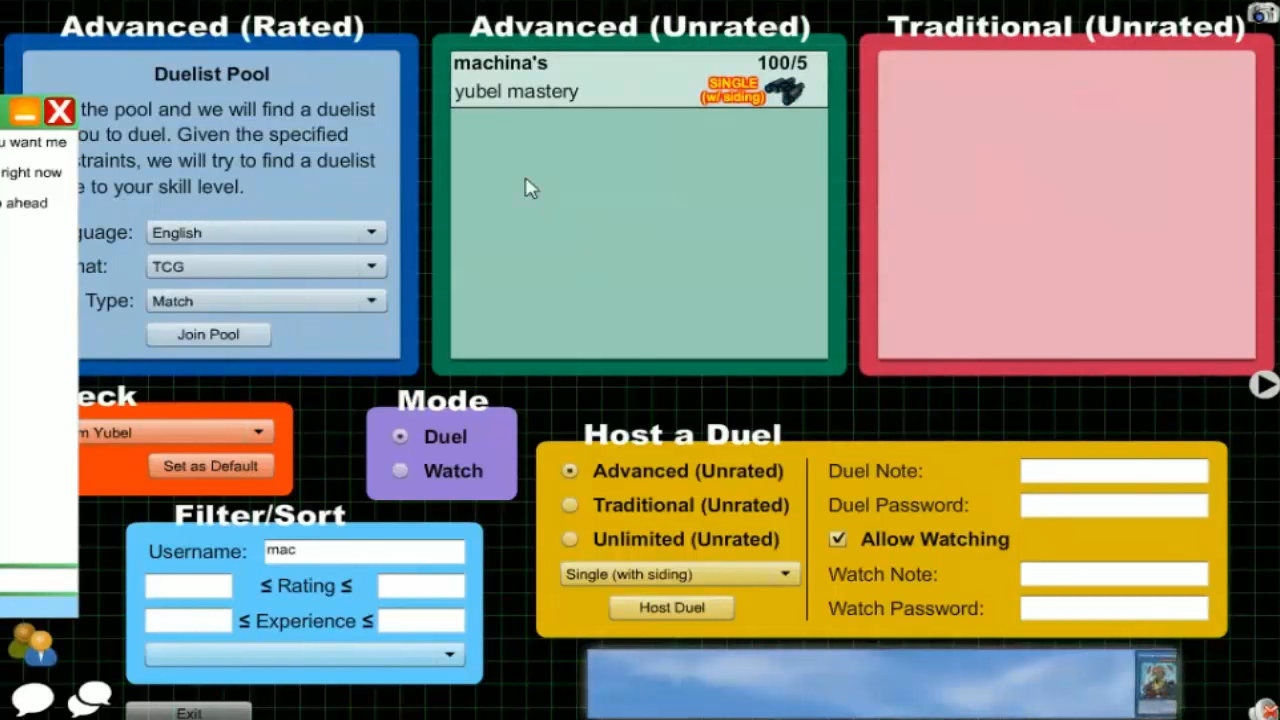 Advanced (Rated)
Duelist Pool
the pool and we will find a duelist
ou to duel. Given the specified
straints, we will try to find a duelist
e to your skill level.
guage:
English
nat:
TCG
Type:
Match
Join Pool
Advanced (Unrated)
machina's
100/5
yubel mastery
SINGLE
(w/ siding)
Traditional (Unrated)
u want me
right now
ahead
eck
m Yubel
Set as Default
Mode
Duel
Watch
Filter/Sort
Username:
mac
≤ Rating ≤
≤ Experience ≤
Host a Duel
Advanced (Unrated)
Traditional (Unrated)
Unlimited (Unrated)
Single (with siding)
Host Duel
Duel Note:
Duel Password:
Allow Watching
Watch Note:
Watch Password:
Exit